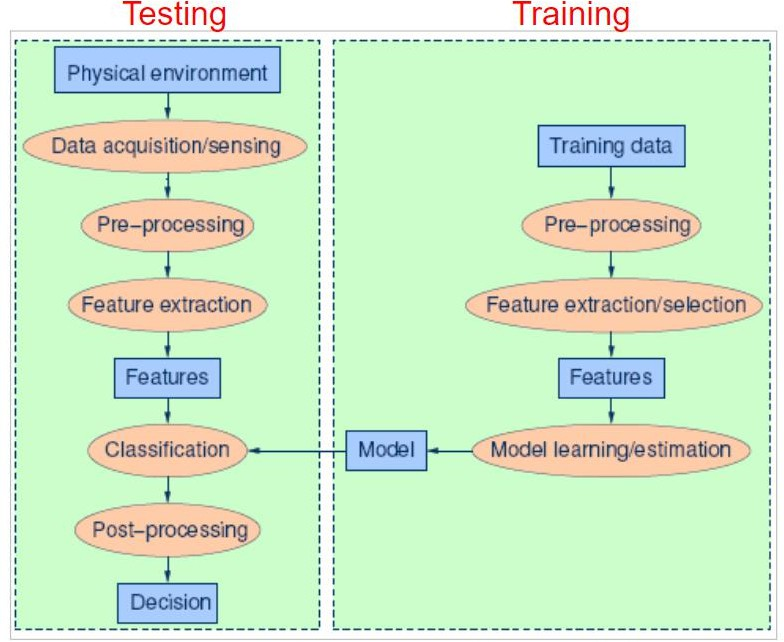 Testing
Training
Physical environment
Data acquisition/sensing
Pre–processing
Feature extraction
Features
Classification
Post–processing
Decision
Training data
Pre–processing
Feature extraction/selection
Features
Model learning/estimation
Model